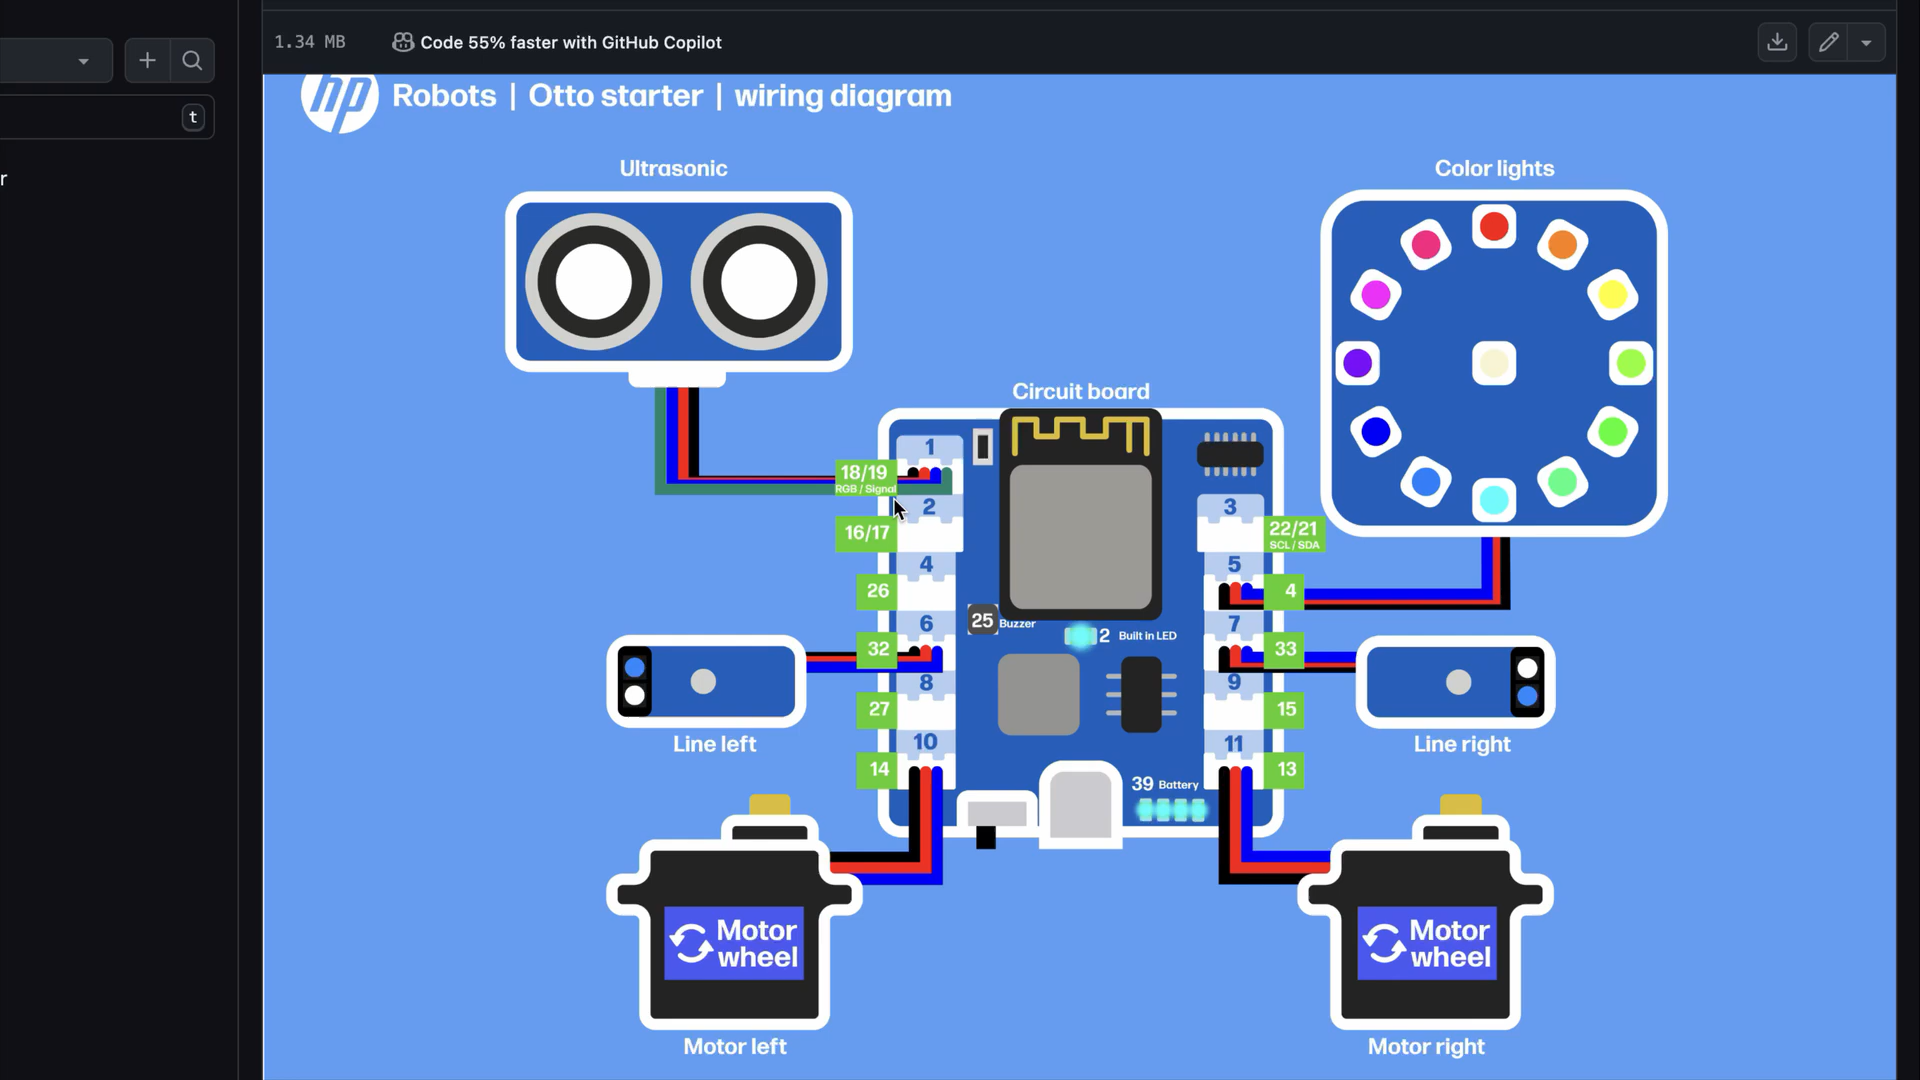 1.34 MB
Code 55% faster with GitHub Copilot
t
r
hp Robots | Otto starter | wiring diagram
Ultrasonic
Color lights
Circuit board
1
18/19
RGB / Signal
2
16/17
3
22/21
SCL / SDA
4
26
5
4
25 Buzzer
2 Built in LED
6
32
7
33
8
27
9
15
Line left
Line right
10
14
11
13
39 Battery
Motor
wheel
Motor
wheel
Motor left
Motor right